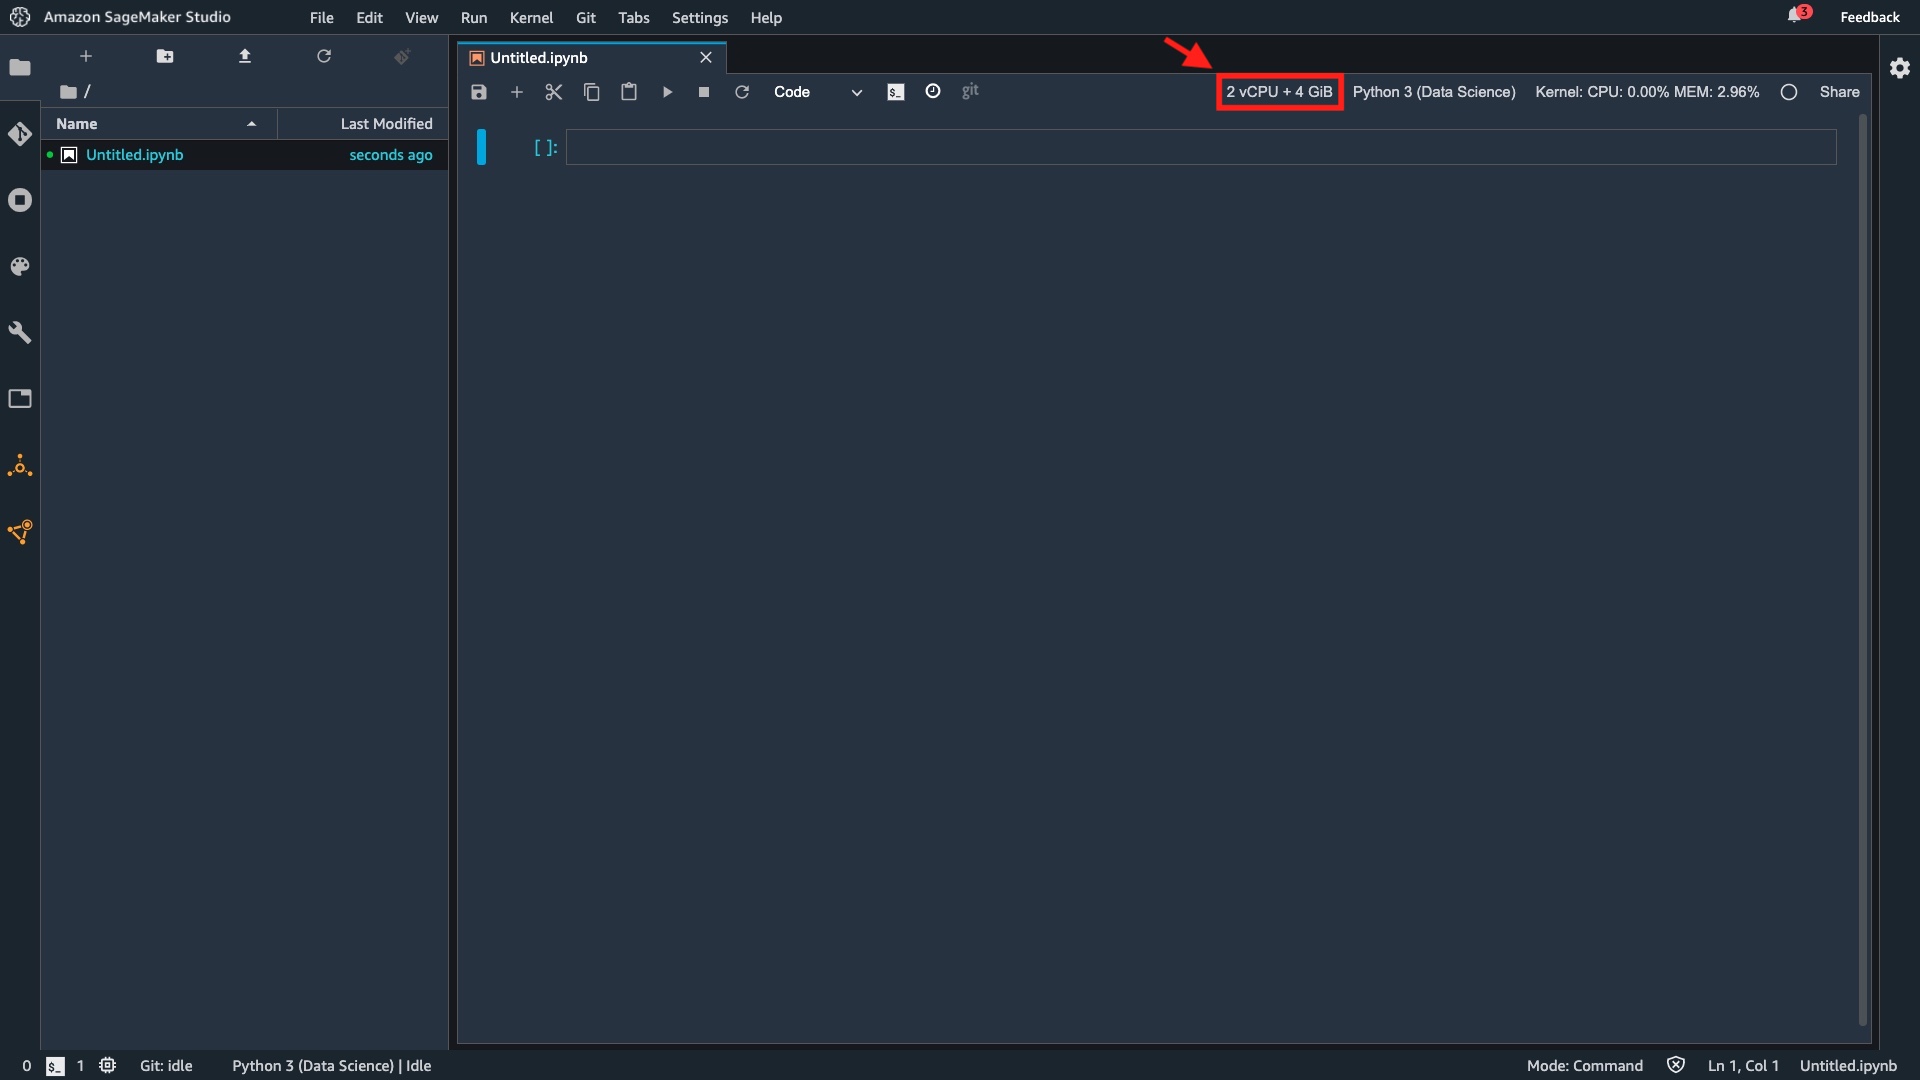 Amazon SageMaker Studio File Edit View Run Kernel Git Tabs Settings Help 3 Feedback
Untitled.ipynb
/
Code $_ git 2 vCPU + 4 GiB Python 3 (Data Science) Kernel: CPU: 0.00% MEM: 2.96% Share
Name Last Modified
Untitled.ipynb seconds ago
[ ]:
0 $_ 1 Git: idle Python 3 (Data Science) | Idle Mode: Command Ln 1, Col 1 Untitled.ipynb